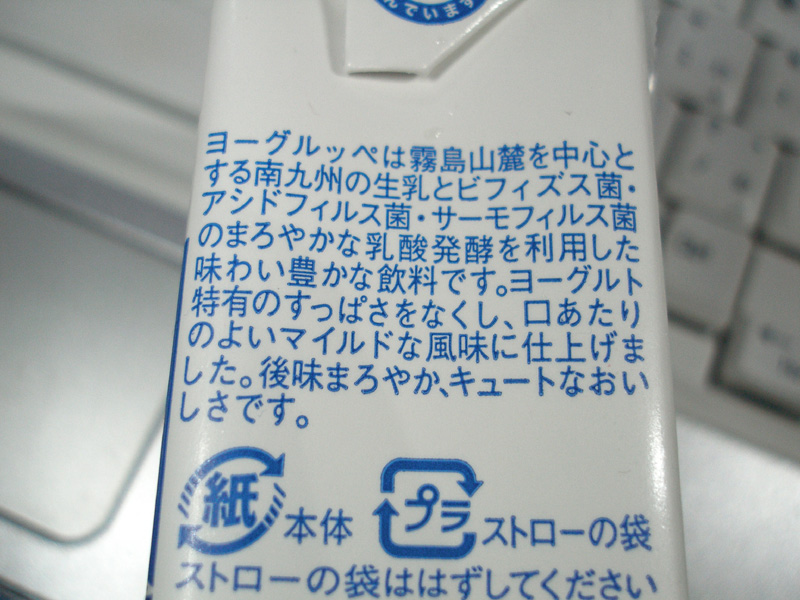 んでいます
ヨーグルッペは霧島山麓を中心と
する南九州の生乳とビフィズス菌・
アシドフィルス菌・サーモフィルス菌
のまろやかな乳酸発酵を利用した
味わい豊かな飲料です。ヨーグルト
特有のすっぱさをなくし、口あたり
のよいマイルドな風味に仕上げま
した。後味まろやか、キュートなおい
しさです。
紙 本体 プラ ストローの袋
ストローの袋ははずしてください